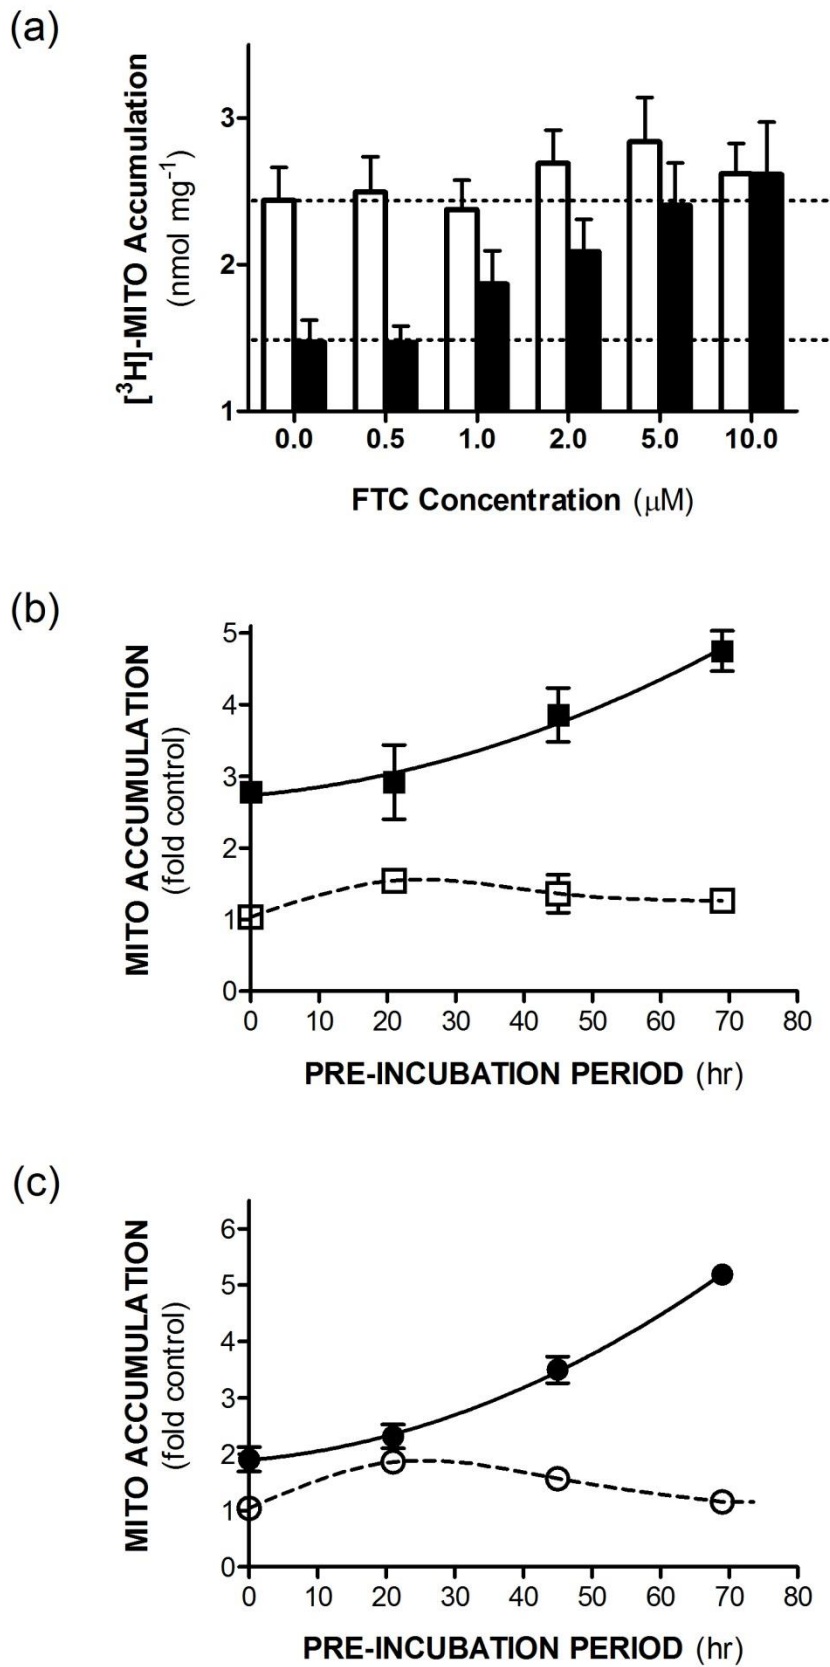 (a)
[³H]-MITO Accumulation
(nmol mg⁻¹)
3
2
1
0.0 0.5 1.0 2.0 5.0 10.0
FTC Concentration (μM)
(b)
MITO ACCUMULATION
(fold control)
5
4
3
2
1
0
0 10 20 30 40 50 60 70 80
PRE-INCUBATION PERIOD (hr)
(c)
MITO ACCUMULATION
(fold control)
6
5
4
3
2
1
0
0 10 20 30 40 50 60 70 80
PRE-INCUBATION PERIOD (hr)